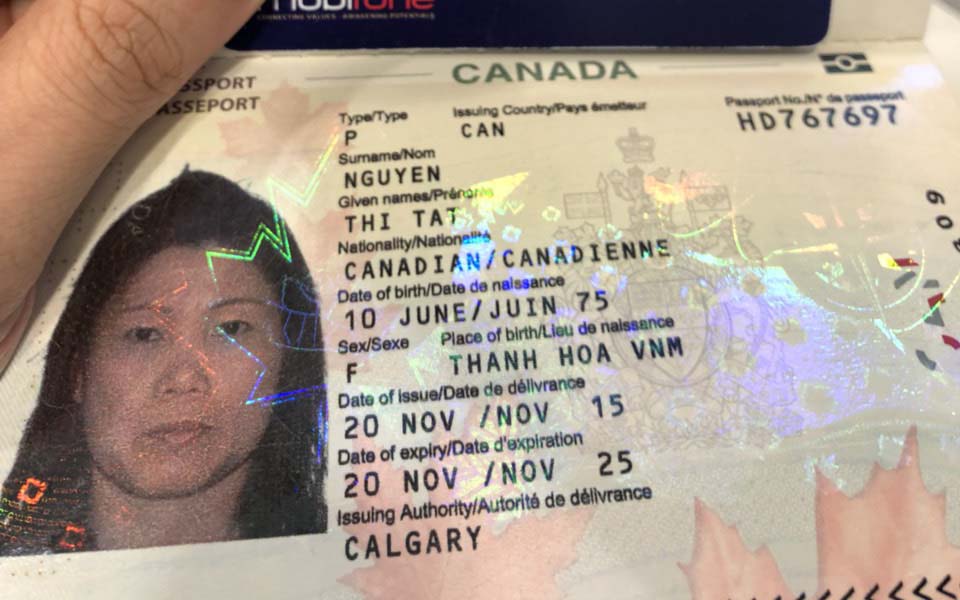 mobifone
CONNECTING VALUES - AWAKENING POTENTIALS
CANADA
SSPORT
ASSEPORT
Type/Type
Issuing Country/Pays émetteur
Passport No./N° de passeport
P
CAN
HD767697
Surname/Nom
NGUYEN
Given names/Prénoms
THI TAT
Nationality/Nationalité
CANADIAN/CANADIENNE
Date of birth/Date de naissance
10 JUNE/JUIN 75
Sex/Sexe
Place of birth/Lieu de naissance
F
THANH HOA VNM
Date of issue/Date de délivrance
20 NOV /NOV 15
Date of expiry/Date d'expiration
20 NOV /NOV 25
Issuing Authority/Autorité de délivrance
CALGARY
<<<<<